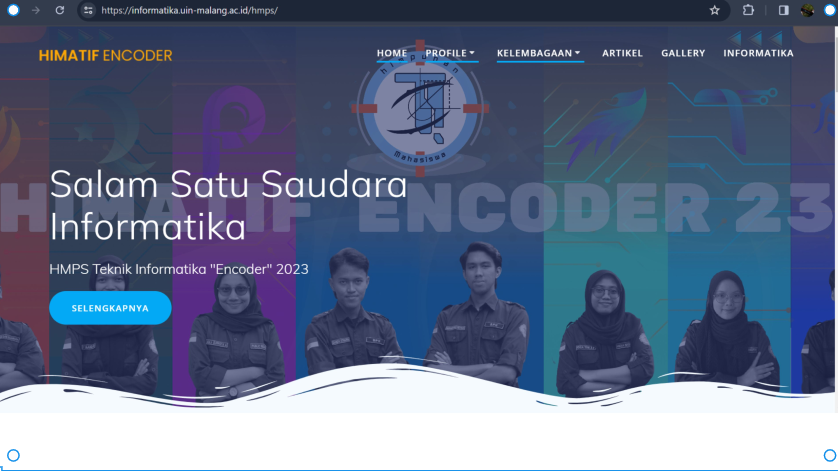 https://informatika.uin-malang.ac.id/hmps/
HIMATIF ENCODER
HOME PROFILE KELEMBAGAAN ARTIKEL GALLERY INFORMATIKA
himpunan
Mahasiswa
HIMATIF ENCODER 23
Salam Satu Saudara
Informatika
HMPS Teknik Informatika "Encoder" 2023
SELENGKAPNYA